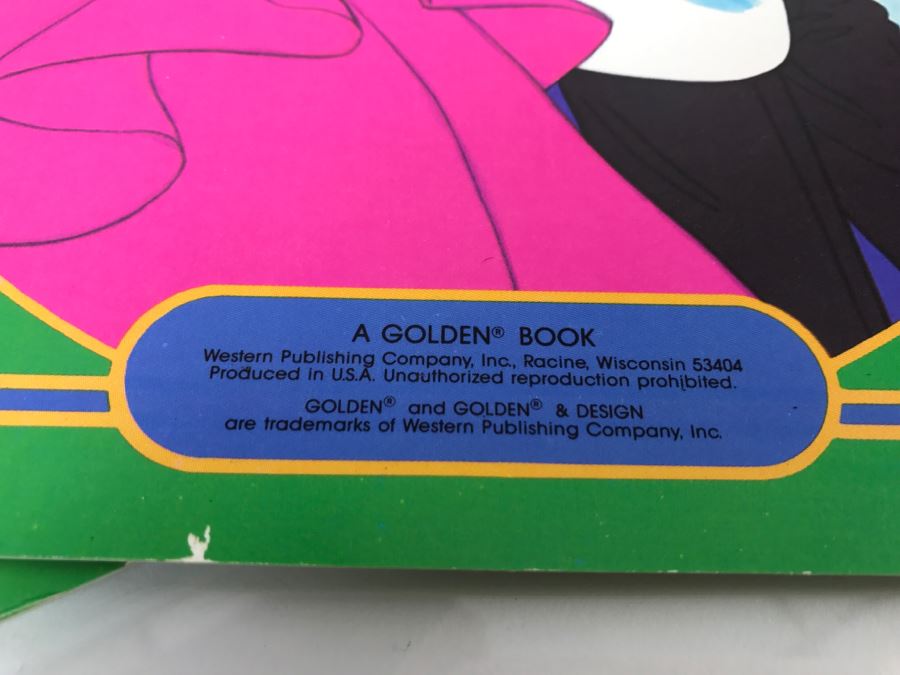 A GOLDEN® BOOK
Western Publishing Company, Inc., Racine, Wisconsin 53404
Produced in U.S.A. Unauthorized reproduction prohibited.
GOLDEN® and GOLDEN® & DESIGN
are trademarks of Western Publishing Company, Inc.